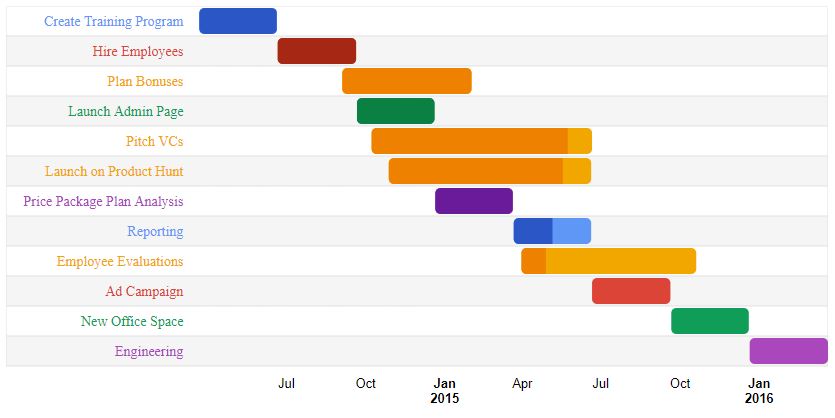 Create Training Program
Hire Employees
Plan Bonuses
Launch Admin Page
Pitch VCs
Launch on Product Hunt
Price Package Plan Analysis
Reporting
Employee Evaluations
Ad Campaign
New Office Space
Engineering
Jul Oct Jan Apr Jul Oct Jan
2015 2016